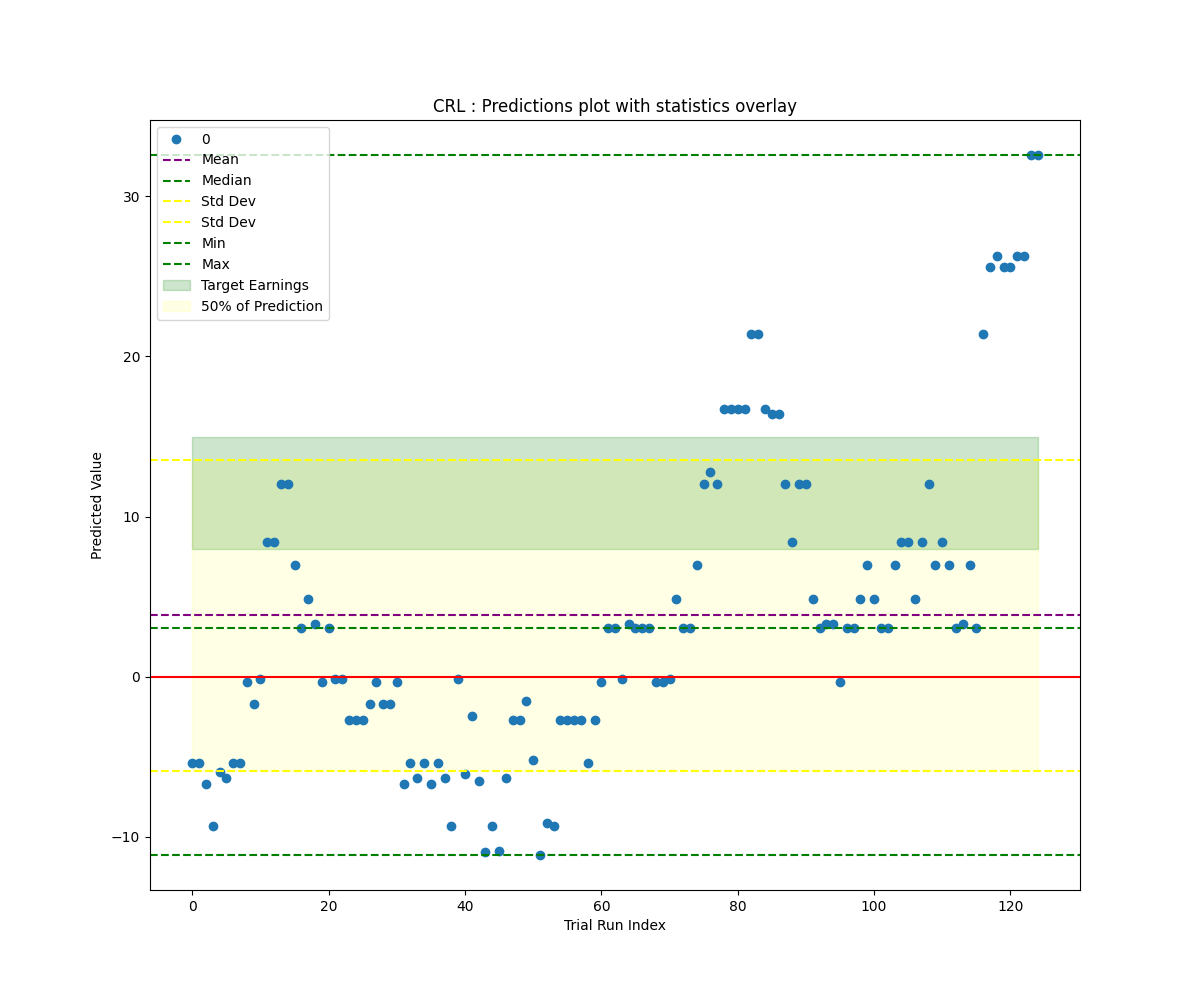 CRL : Predictions plot with statistics overlay
0
Mean
Median
Std Dev
Std Dev
Min
Max
Target Earnings
50% of Prediction
30
20
10
0
−10
Predicted Value
0 20 40 60 80 100 120
Trial Run Index